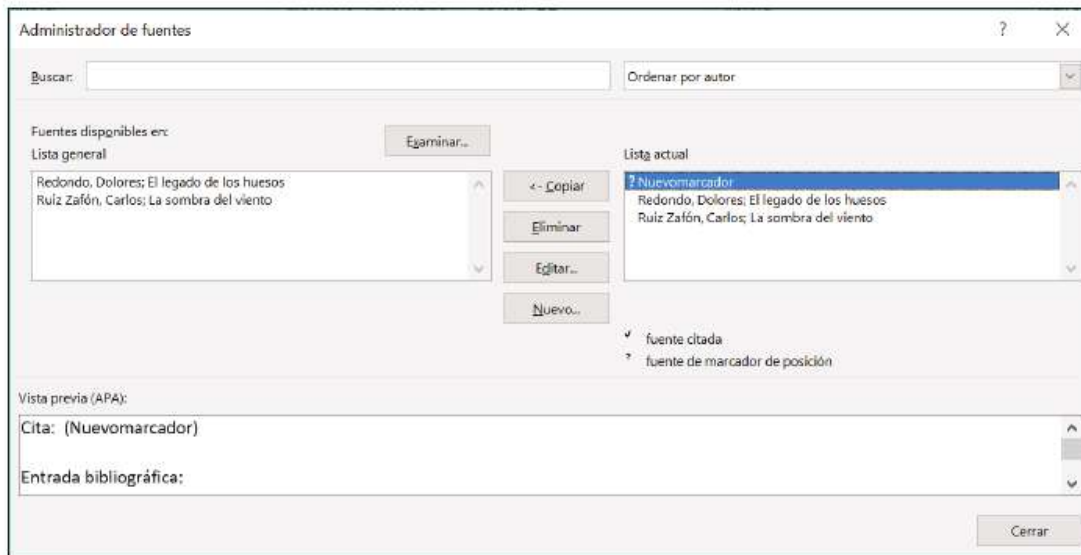 Administrador de fuentes
Buscar:
Ordenar por autor
Fuentes disponibles en:
Lista general
Examinar...
Lista actual
Redondo, Dolores; El legado de los huesos
Ruiz Zafón, Carlos; La sombra del viento
<- Copiar
Eliminar
Editar...
Nuevo...
? Nuevomarcador
Redondo, Dolores; El legado de los huesos
Ruiz Zafón, Carlos; La sombra del viento
fuente citada
? fuente de marcador de posición
Vista previa (APA):
Cita: (Nuevomarcador)
Entrada bibliográfica:
Cerrar